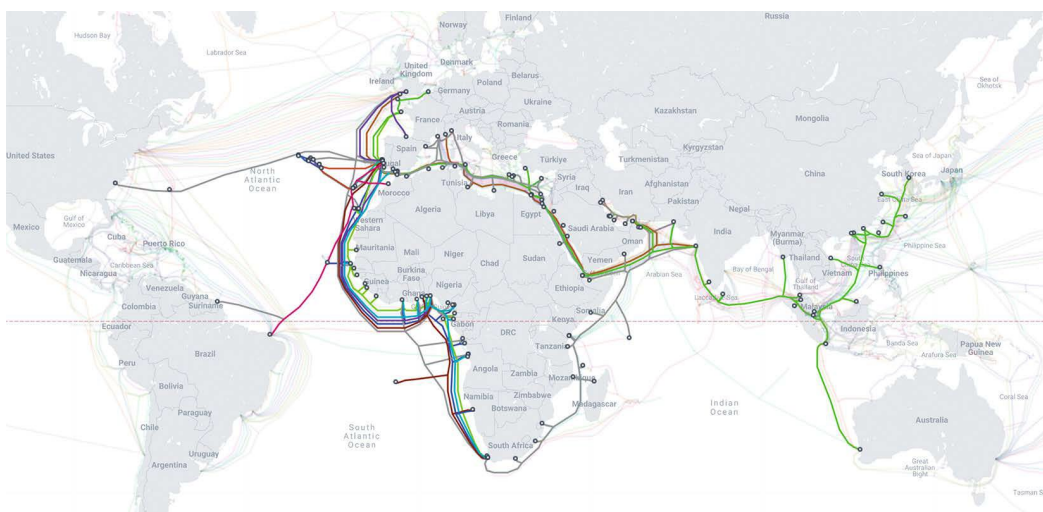 Russia
Norway
Finland
Hudson Bay
Labrador Sea
United
Kingdom
Denmark
Belarus
Sea of
Okhotsk
Ireland
Poland
Germany
Ukraine
Kazakhstan
Mongolia
Austria
France
Romania
Italy
Spain
Kyrgyzstan
United States
Greece
Türkiye
Turkmenistan
China
Sea of Japan
Japan
South Korea
North
Atlantic
Ocean
Tunisia
Syria
Iraq
Iran
Afghanistan
Morocco
Pakistan
Nepal
Algeria
Libya
Egypt
Gulf of
Mexico
Mexico
Western
Sahara
Saudi Arabia
India
Myanmar
(Burma)
Cuba
Puerto Rico
Oman
Mauritania
Mali
Niger
Chad
Sudan
Yemen
Thailand
Philippine Sea
Guatemala
Caribbean Sea
Nicaragua
Burkina
Faso
Arabian Sea
Bay of Bengal
Vietnam
Philippines
Guinea
Ghana
Nigeria
Ethiopia
Gulf of
Thailand
Venezuela
Guyana
Suriname
Colombia
Somalia
Laccadive Sea
Malaysia
Ecuador
Gabon
Kenya
Indonesia
DRC
Tanzania
Banda Sea
Papua New
Guinea
Arafura Sea
Peru
Brazil
Angola
Zambia
Mozambique
Bolivia
Zimbabwe
Namibia
Botswana
Madagascar
Indian
Ocean
Coral Sea
Paraguay
Australia
Chile
South
Atlantic
Ocean
South Africa
Uruguay
Argentina
Great
Australian
Bight
Tasman S